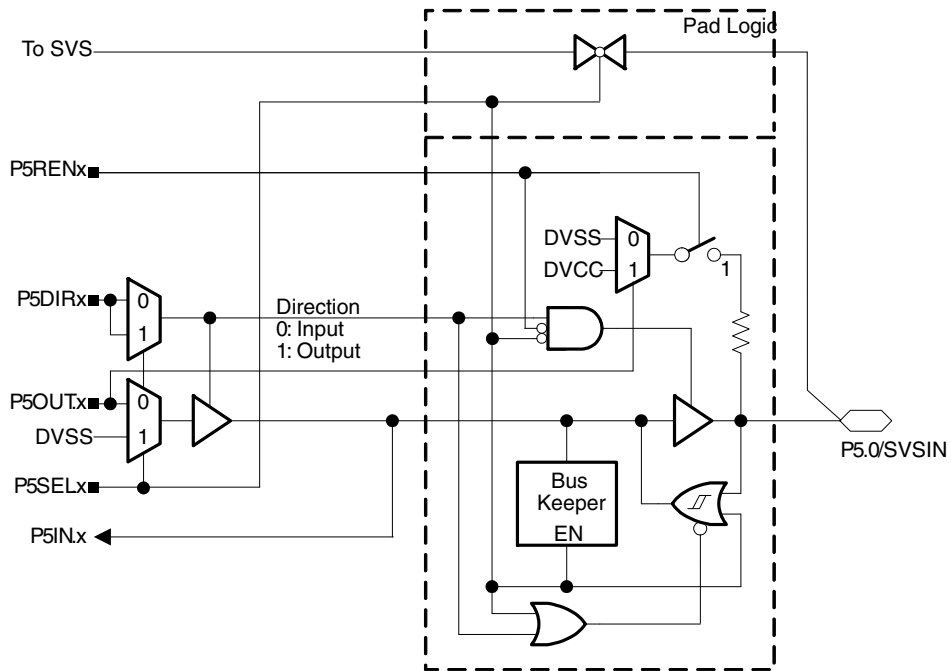 Pad Logic
To SVS
P5RENx
DVSS
0
DVCC
1
1
P5DIRx
0
1
Direction
0: Input
1: Output
P5OUT.x
0
DVSS
1
P5.0/SVSIN
P5SELx
Bus
Keeper
EN
P5IN.x